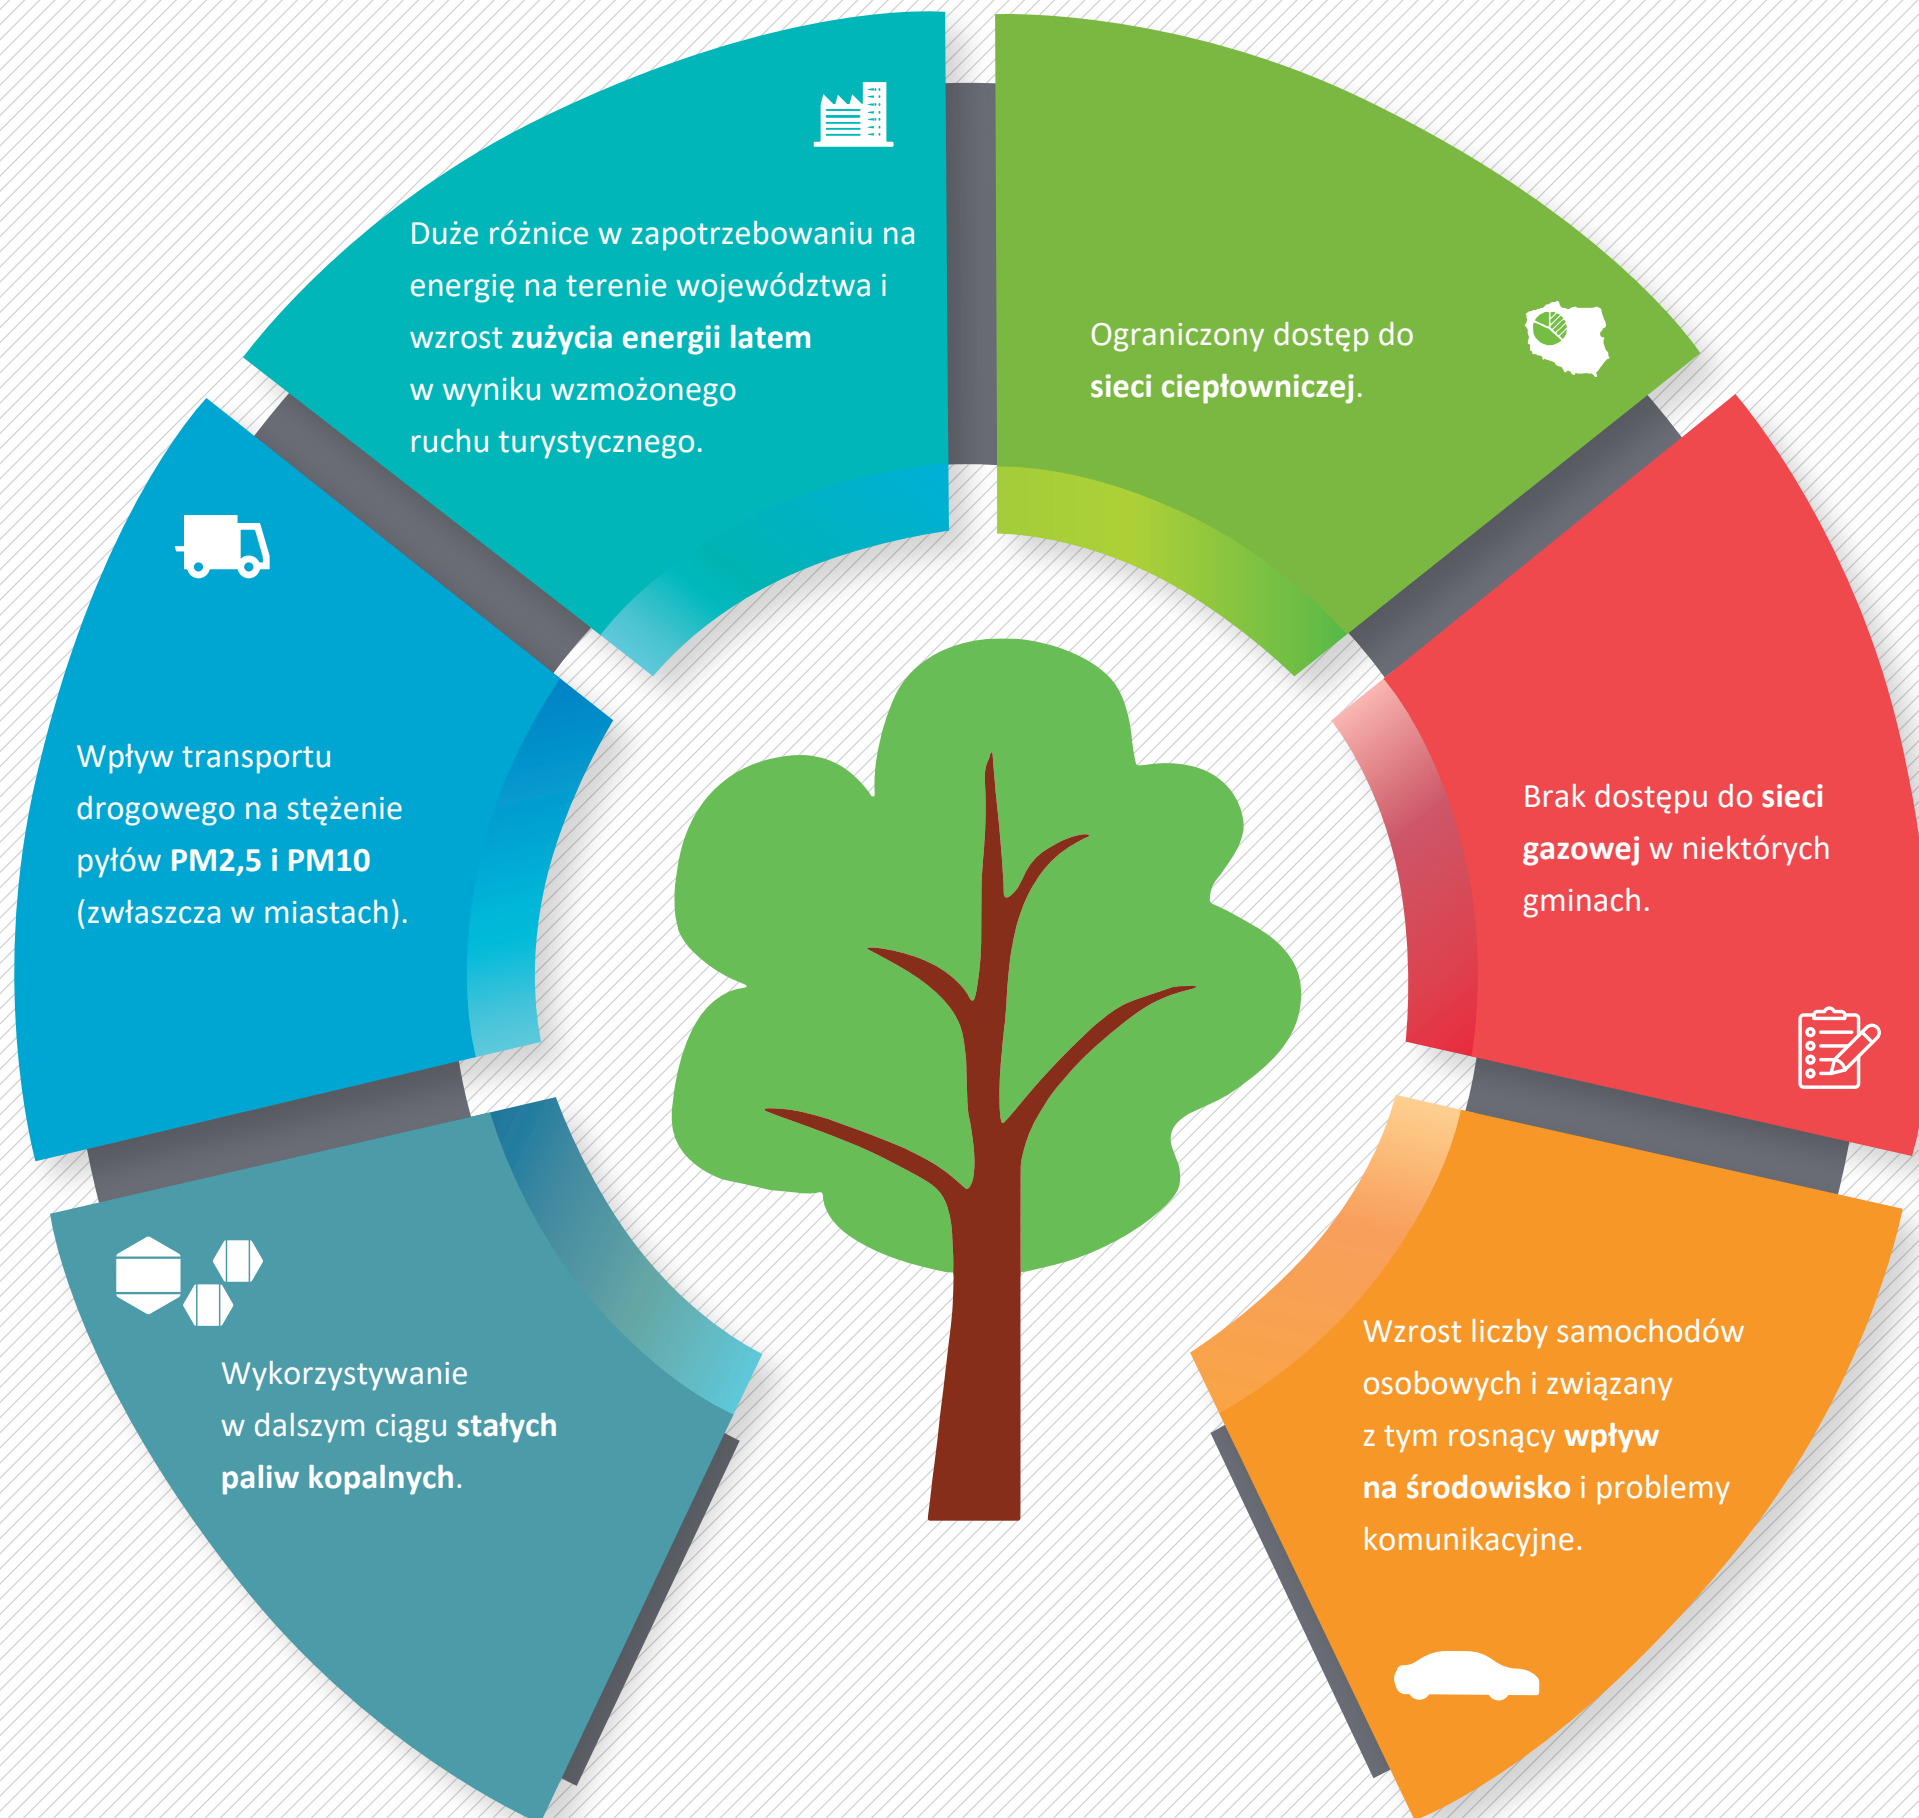 Duże różnice w zapotrzebowaniu na
energię na terenie województwa i
wzrost zużycia energii latem
w wyniku wzmożonego
ruchu turystycznego.
Ograniczony dostęp do
sieci ciepłowniczej.
Wpływ transportu
drogowego na stężenie
pyłów PM2,5 i PM10
(zwłaszcza w miastach).
Brak dostępu do sieci
gazowej w niektórych
gminach.
Wykorzystywanie
w dalszym ciągu stałych
paliw kopalnych.
Wzrost liczby samochodów
osobowych i związany
z tym rosnący wpływ
na środowisko i problemy
komunikacyjne.